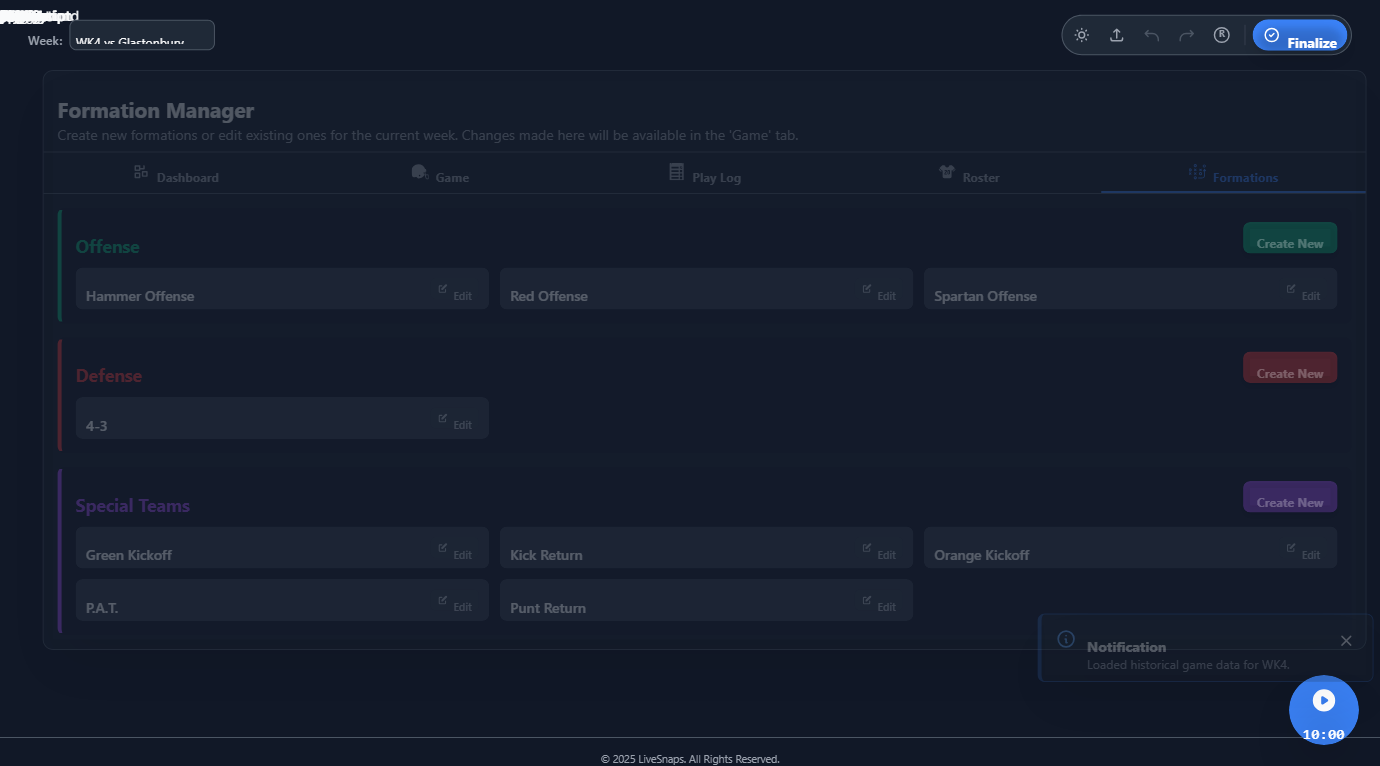 Week:
WK4 vs Glastonbury
Finalize
Formation Manager
Create new formations or edit existing ones for the current week. Changes made here will be available in the 'Game' tab.
Dashboard
Game
Play Log
Roster
Formations
Offense
Create New
Hammer Offense
Edit
Red Offense
Edit
Spartan Offense
Edit
Defense
Create New
4-3
Edit
Special Teams
Create New
Green Kickoff
Edit
Kick Return
Edit
Orange Kickoff
Edit
P.A.T.
Edit
Punt Return
Edit
Notification
Loaded historical game data for WK4.
10:00
© 2025 LiveSnaps. All Rights Reserved.